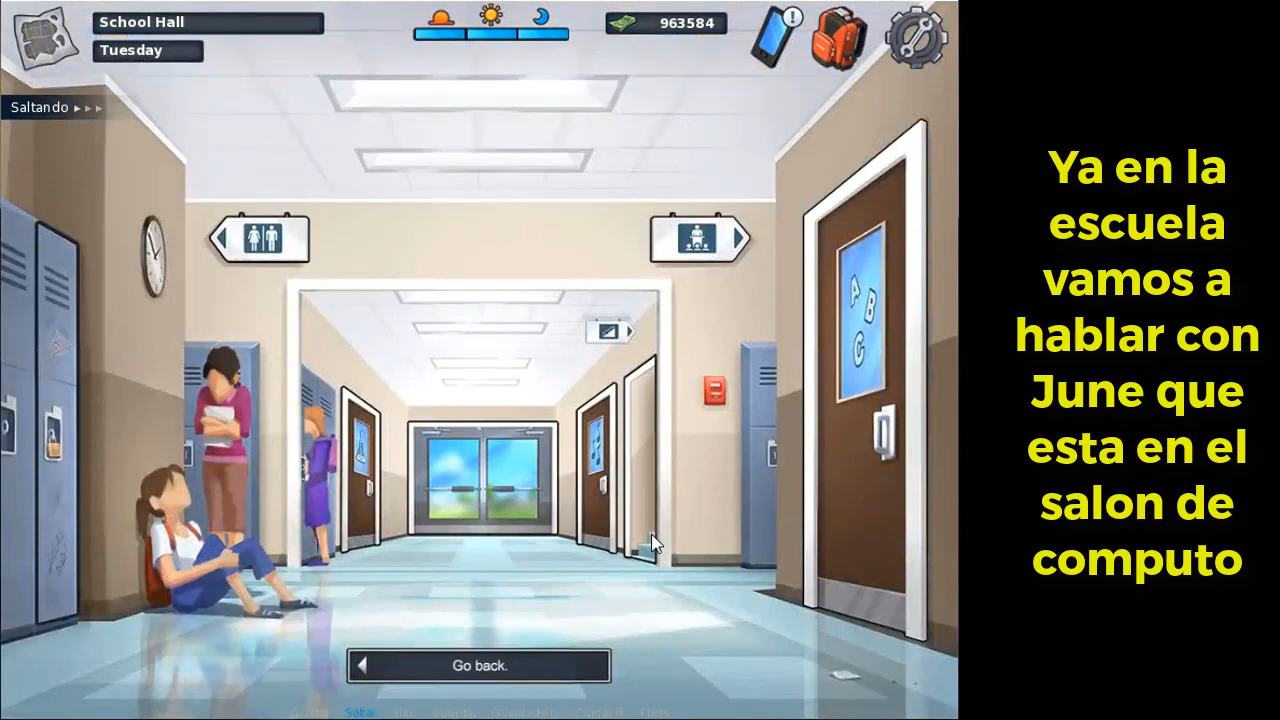 School Hall
963584
Tuesday
Saltando
A
B
C
Go back.
Saltar
Ya en la
escuela
vamos a
hablar con
June que
esta en el
salon de
computo